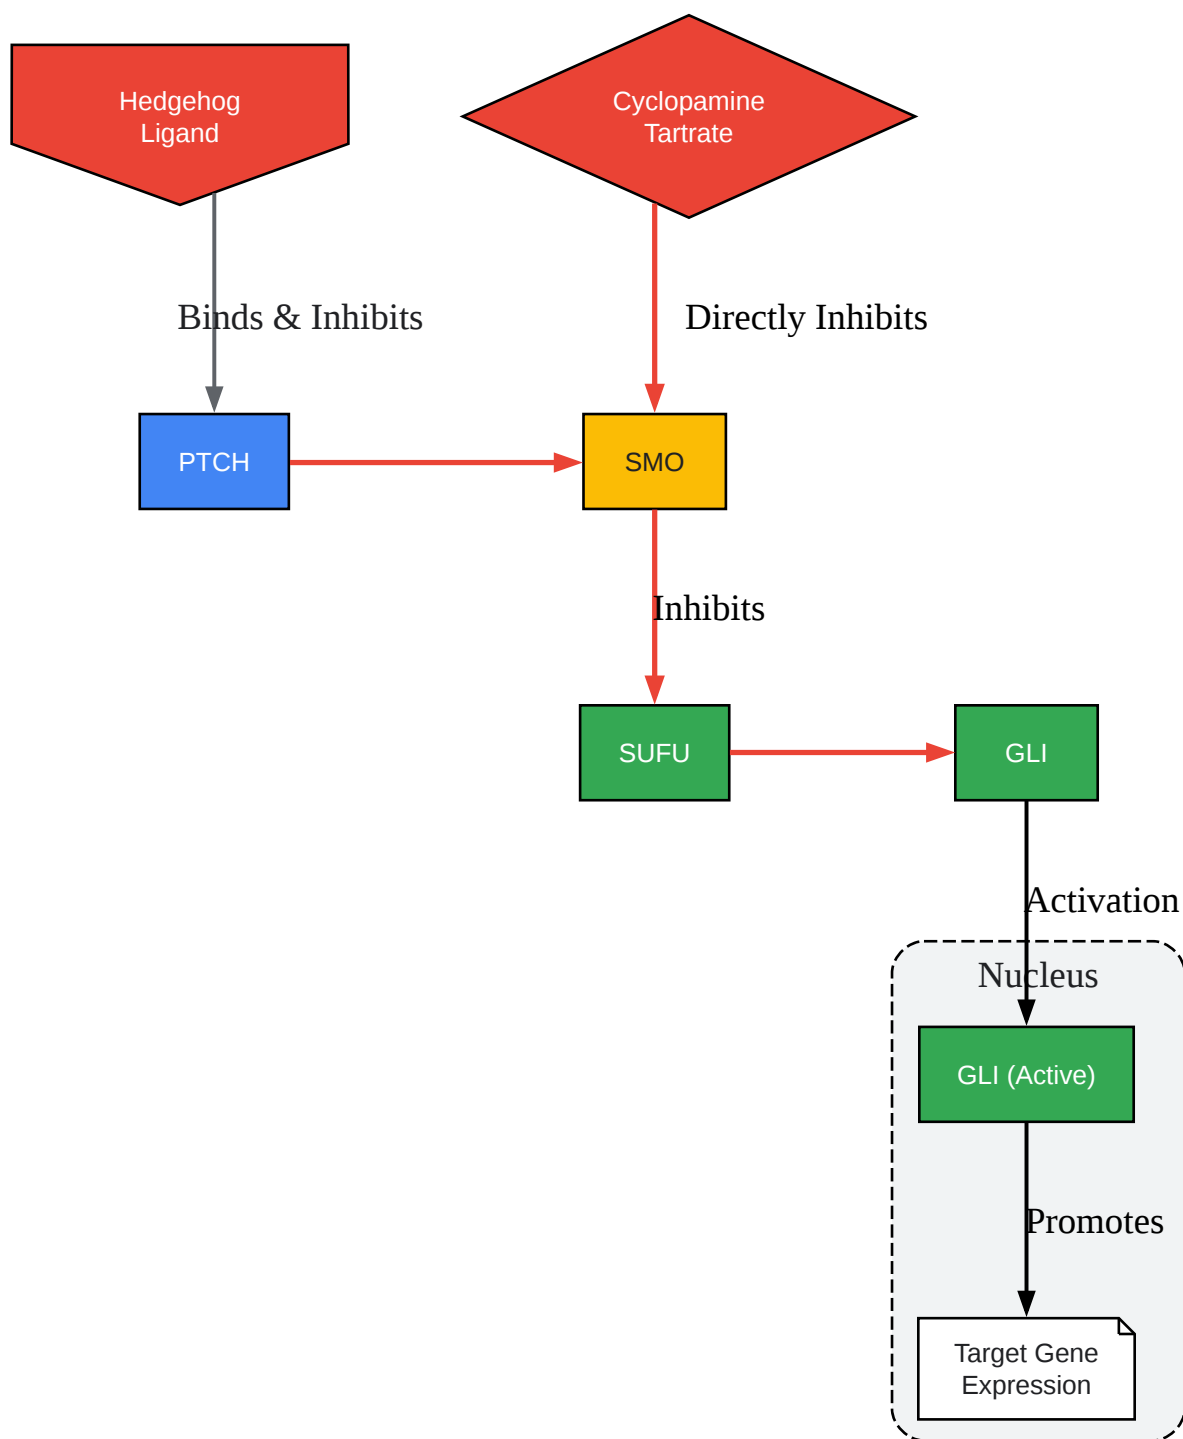 Hedgehog
Ligand
Cyclopamine
Tartrate
Binds & Inhibits
Directly Inhibits
PTCH
SMO
Inhibits
SUFU
GLI
Activation
Nucleus
GLI (Active)
Promotes
Target Gene
Expression